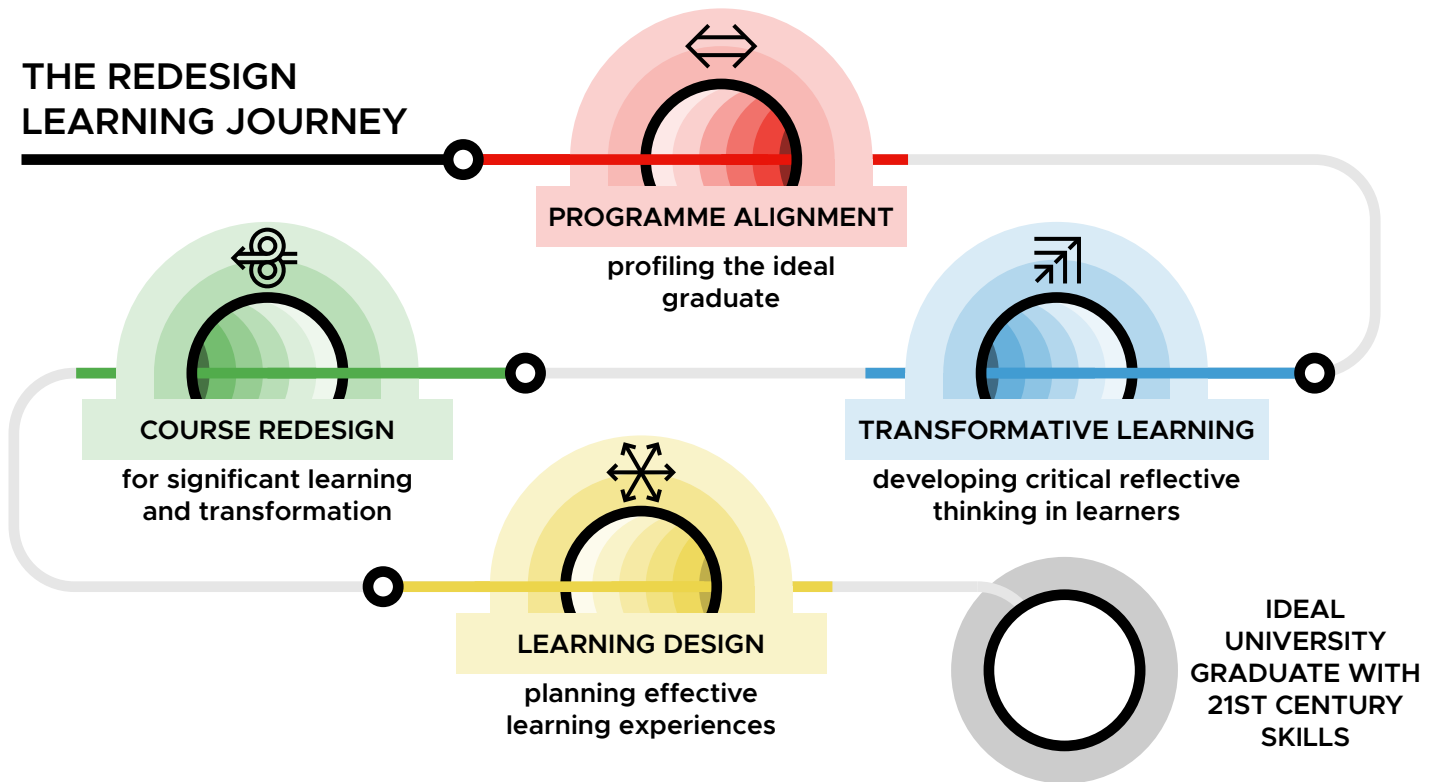 THE REDESIGN
LEARNING JOURNEY
PROGRAMME ALIGNMENT
profiling the ideal
graduate
TRANSFORMATIVE LEARNING
developing critical reflective
thinking in learners
COURSE REDESIGN
for significant learning
and transformation
LEARNING DESIGN
planning effective
learning experiences
IDEAL
UNIVERSITY
GRADUATE WITH
21ST CENTURY
SKILLS